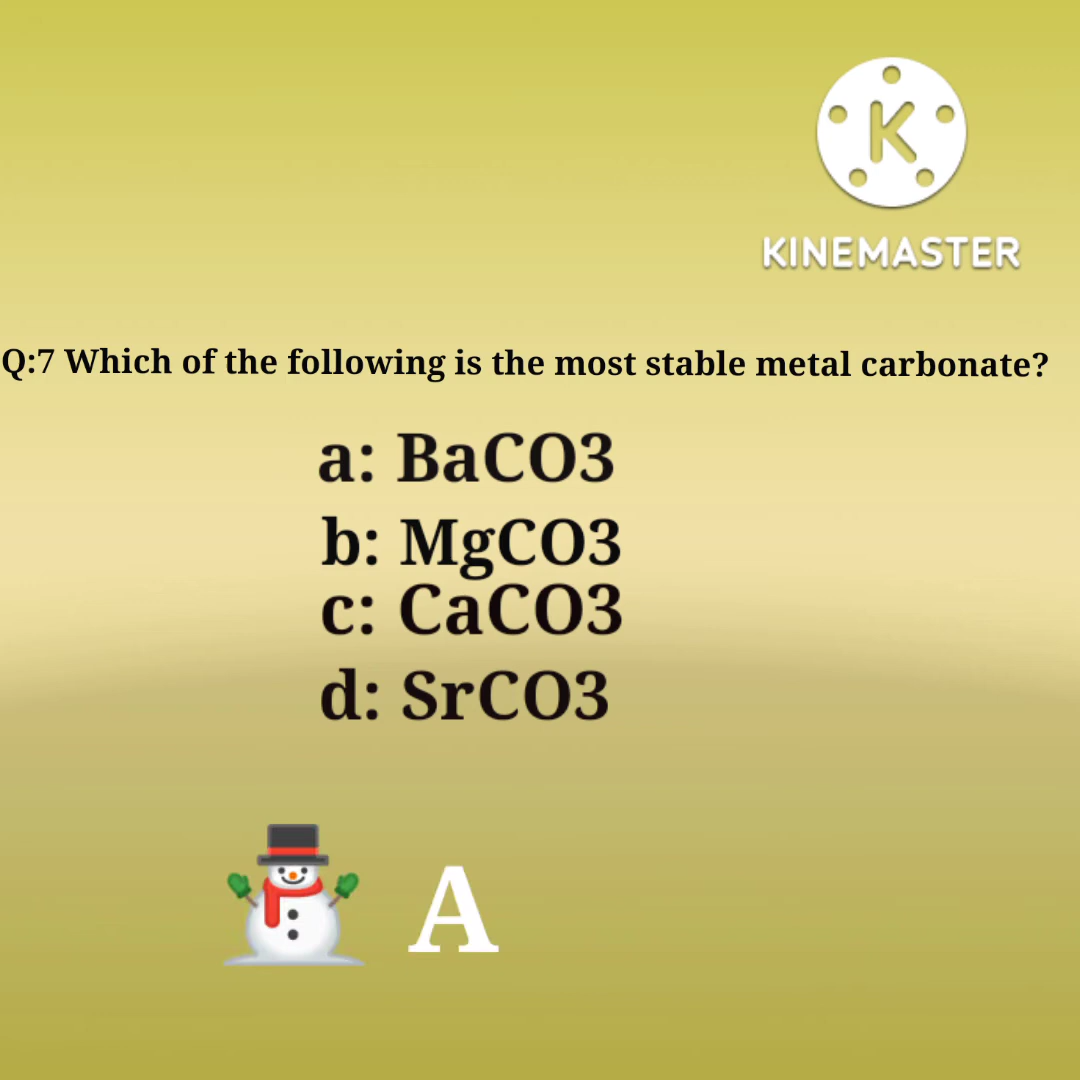 K
KINEMASTER
Q:7 Which of the following is the most stable metal carbonate?
a: BaCO3
b: MgCO3
c: CaCO3
d: SrCO3
A